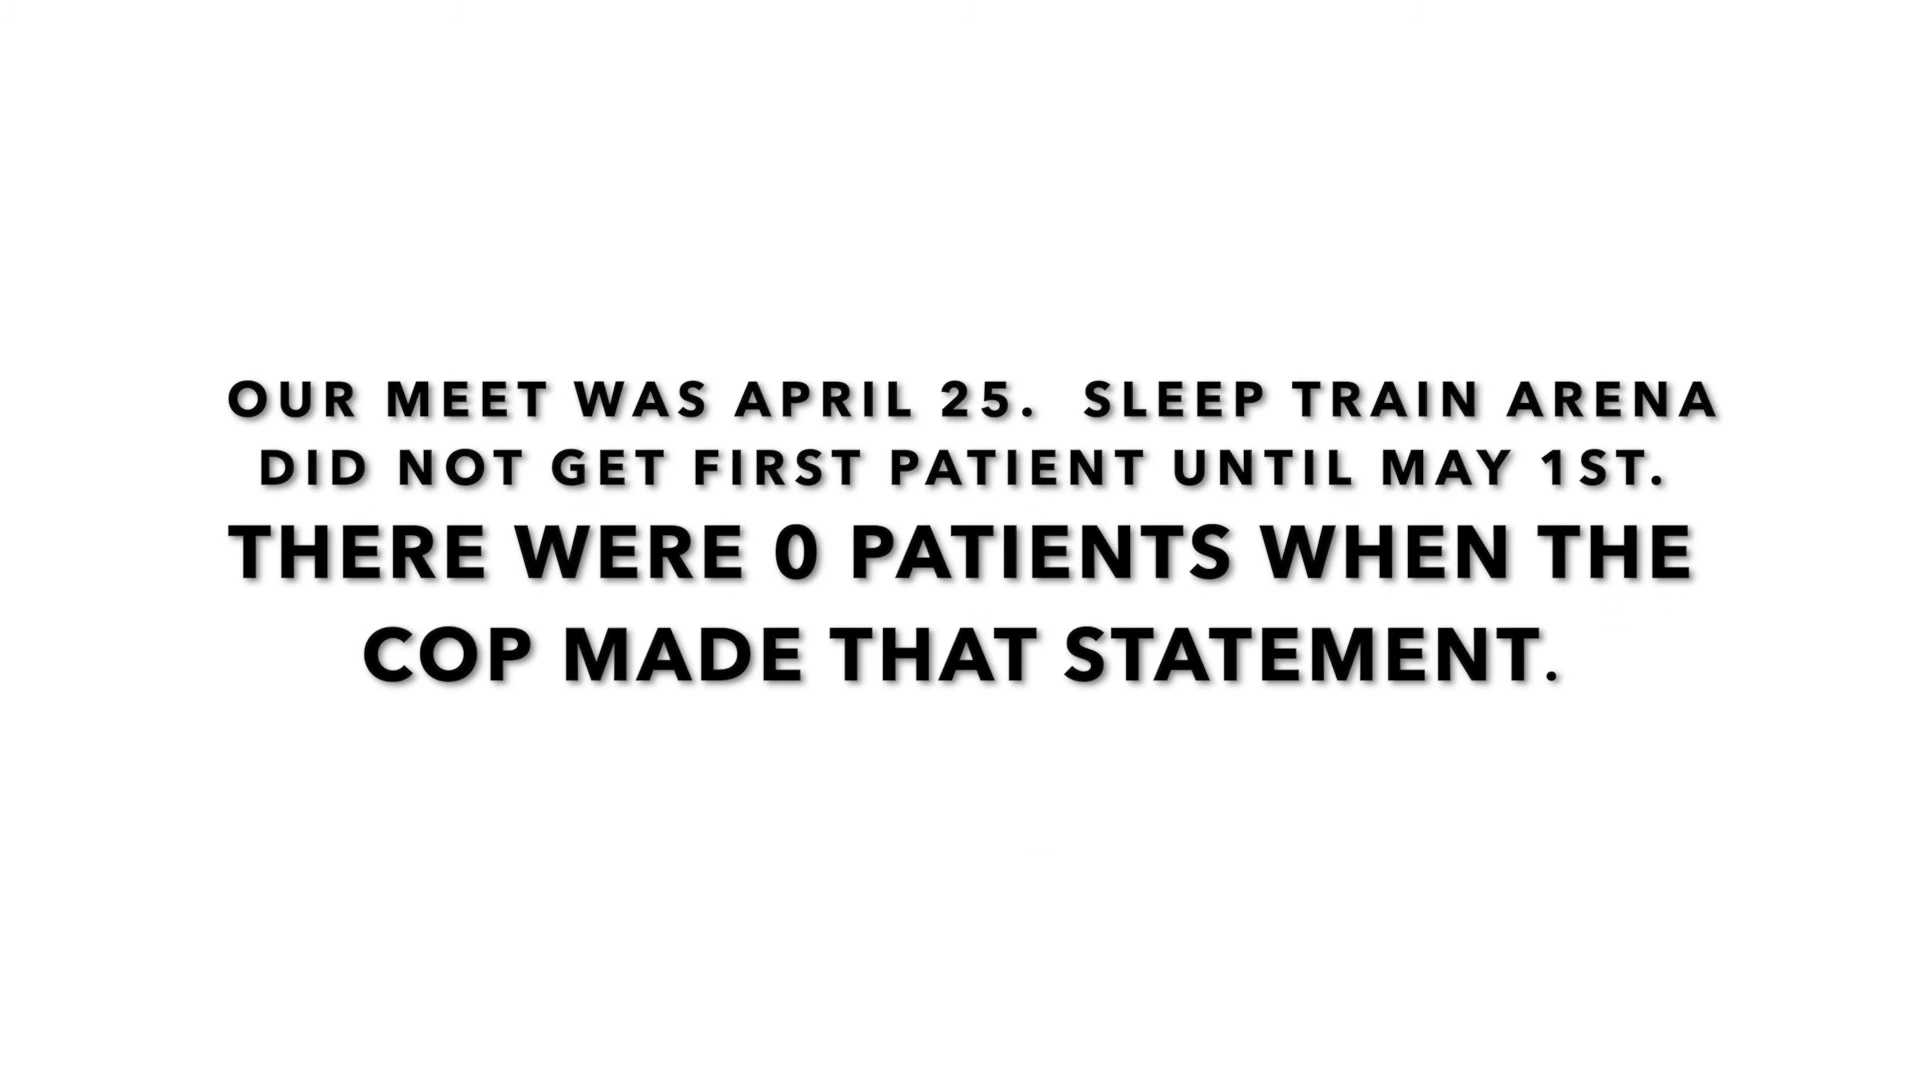 OUR MEET WAS APRIL 25.  SLEEP TRAIN ARENA
DID NOT GET FIRST PATIENT UNTIL MAY 1ST.
THERE WERE 0 PATIENTS WHEN THE
COP MADE THAT STATEMENT.